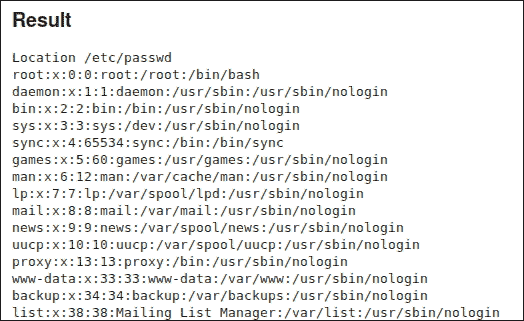 Result
Location /etc/passwd
root:x:0:0:root:/root:/bin/bash
daemon:x:1:1:daemon:/usr/sbin:/usr/sbin/nologin
bin:x:2:2:bin:/bin:/usr/sbin/nologin
sys:x:3:3:sys:/dev:/usr/sbin/nologin
sync:x:4:65534:sync:/bin:/bin/sync
games:x:5:60:games:/usr/games:/usr/sbin/nologin
man:x:6:12:man:/var/cache/man:/usr/sbin/nologin
lp:x:7:7:lp:/var/spool/lpd:/usr/sbin/nologin
mail:x:8:8:mail:/var/mail:/usr/sbin/nologin
news:x:9:9:news:/var/spool/news:/usr/sbin/nologin
uucp:x:10:10:uucp:/var/spool/uucp:/usr/sbin/nologin
proxy:x:13:13:proxy:/bin:/usr/sbin/nologin
www-data:x:33:33:www-data:/var/www:/usr/sbin/nologin
backup:x:34:34:backup:/var/backups:/usr/sbin/nologin
list:x:38:38:Mailing List Manager:/var/list:/usr/sbin/nologin